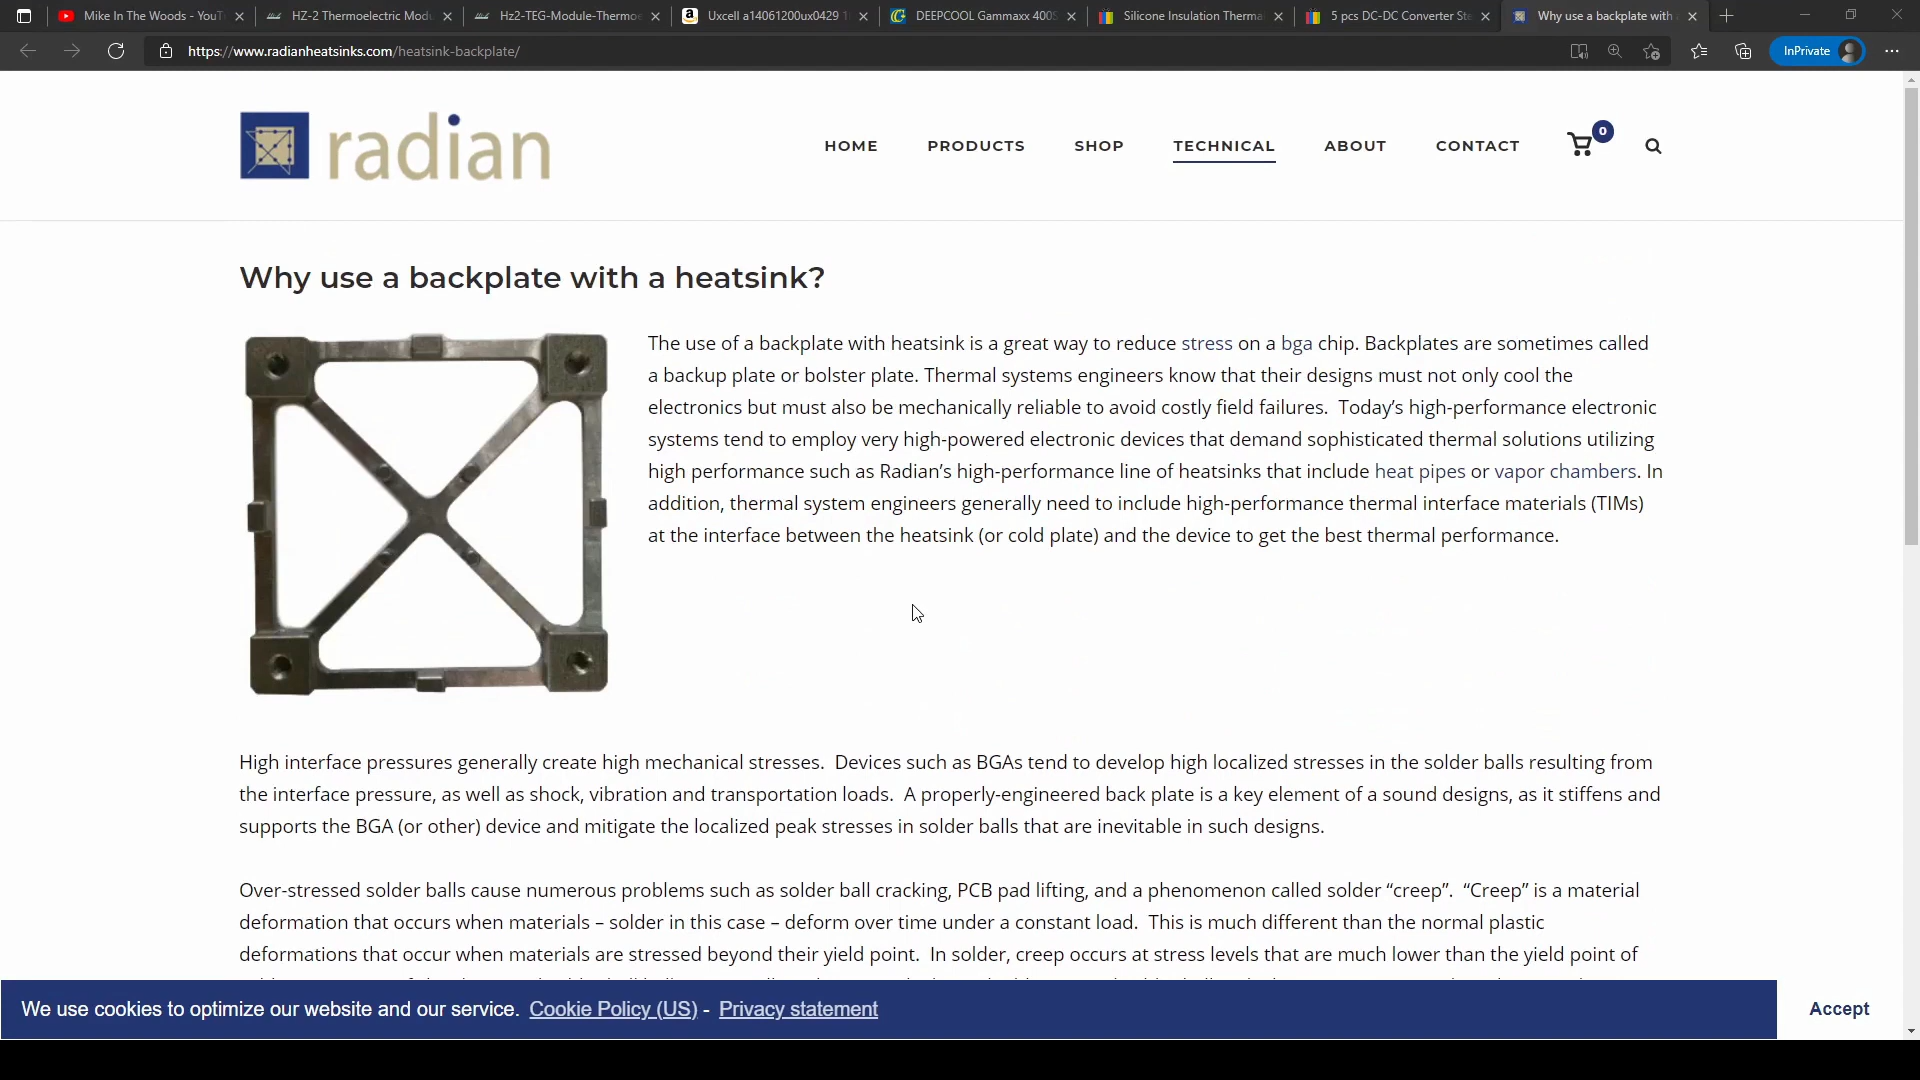 Mike In The Woods - YouT
HZ-2 Thermoelectric Modu
Hz2-TEG-Module-Thermoe
Uxcell a14061200ux0429 1
DEEPCOOL Gammaxx 400S
Silicone Insulation Therma
5 pcs DC-DC Converter Ste
Why use a backplate with
https://www.radianheatsinks.com/heatsink-backplate/
InPrivate
radian
HOME
PRODUCTS
SHOP
TECHNICAL
ABOUT
CONTACT
0
Why use a backplate with a heatsink?
The use of a backplate with heatsink is a great way to reduce stress on a bga chip. Backplates are sometimes called
a backup plate or bolster plate. Thermal systems engineers know that their designs must not only cool the
electronics but must also be mechanically reliable to avoid costly field failures.  Today’s high-performance electronic
systems tend to employ very high-powered electronic devices that demand sophisticated thermal solutions utilizing
high performance such as Radian’s high-performance line of heatsinks that include heat pipes or vapor chambers. In
addition, thermal system engineers generally need to include high-performance thermal interface materials (TIMs)
at the interface between the heatsink (or cold plate) and the device to get the best thermal performance.
High interface pressures generally create high mechanical stresses.  Devices such as BGAs tend to develop high localized stresses in the solder balls resulting from
the interface pressure, as well as shock, vibration and transportation loads.  A properly-engineered back plate is a key element of a sound designs, as it stiffens and
supports the BGA (or other) device and mitigate the localized peak stresses in solder balls that are inevitable in such designs.
Over-stressed solder balls cause numerous problems such as solder ball cracking, PCB pad lifting, and a phenomenon called solder “creep”.  “Creep” is a material
deformation that occurs when materials – solder in this case – deform over time under a constant load.  This is much different than the normal plastic
deformations that occur when materials are stressed beyond their yield point.  In solder, creep occurs at stress levels that are much lower than the yield point of
We use cookies to optimize our website and our service. Cookie Policy (US) - Privacy statement
Accept